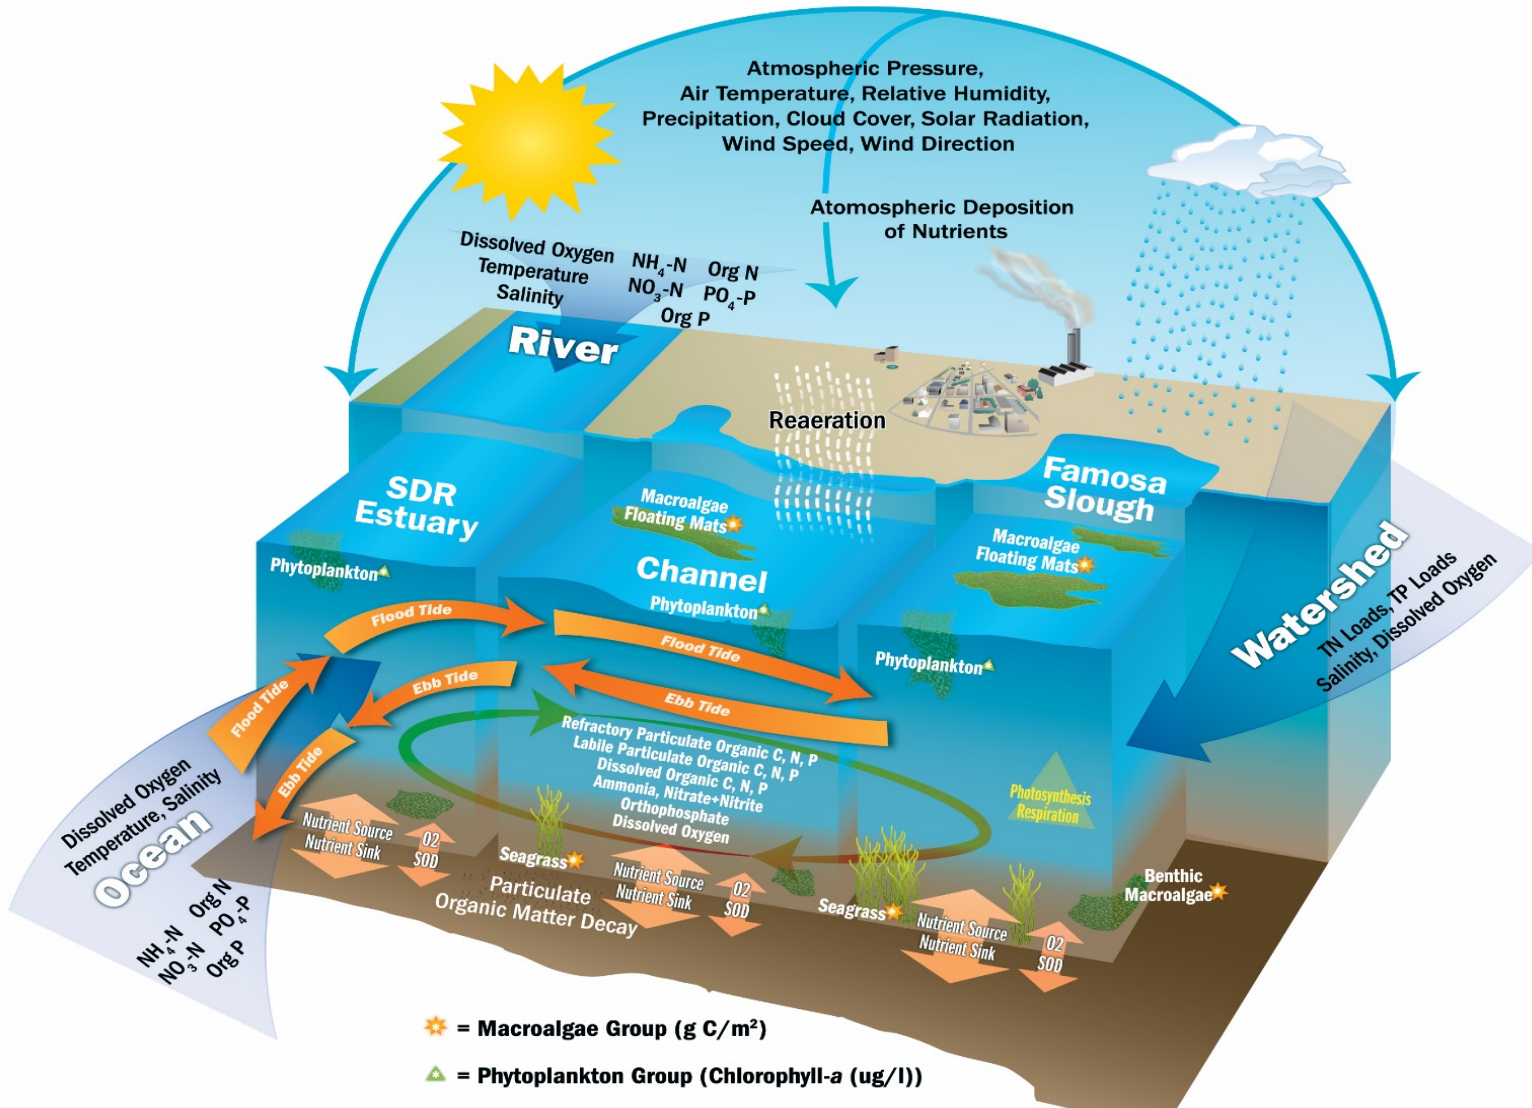 Atmospheric Pressure,
Air Temperature, Relative Humidity,
Precipitation, Cloud Cover, Solar Radiation,
Wind Speed, Wind Direction
Atomospheric Deposition
of Nutrients
Dissolved Oxygen
Temperature
Salinity
NH4-N Org N
NO3-N PO4-P
Org P
River
Reaeration
SDR
Estuary
Macroalgae
Floating Mats
Channel
Famosa
Slough
Macroalgae
Floating Mats
Phytoplankton
Phytoplankton
Phytoplankton
Watershed
TN Loads, TP Loads
Salinity, Dissolved Oxygen
Flood Tide
Flood Tide
Flood Tide
Ebb Tide
Ebb Tide
Ebb Tide
Refractory Particulate Organic C, N, P
Labile Particulate Organic C, N, P
Dissolved Organic C, N, P
Ammonia, Nitrate+Nitrite
Orthophosphate
Dissolved Oxygen
Photosynthesis
Respiration
Dissolved Oxygen
Temperature, Salinity
Ocean
NH4-N Org N
NO3-N PO4-P
Org P
Nutrient Source
Nutrient Sink
O2
SOD
Seagrass
Particulate
Organic Matter Decay
Nutrient Source
Nutrient Sink
O2
SOD
Seagrass
Nutrient Source
Nutrient Sink
O2
SOD
Benthic
Macroalgae
= Macroalgae Group (g C/m²)
= Phytoplankton Group (Chlorophyll-a (ug/l))